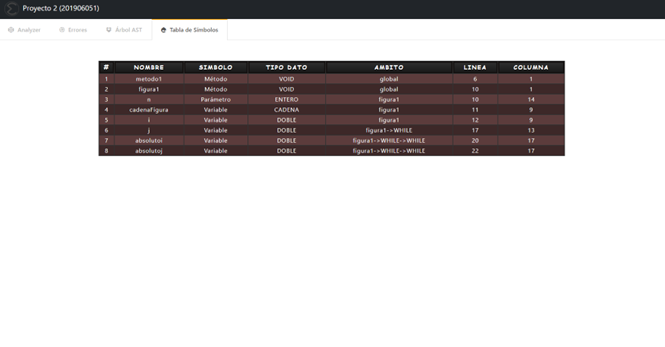 Proyecto 2 (201906051)
Analyzer Errores Árbol AST Tabla de Símbolos
# NOMBRE SIMBOLO TIPO DATO AMBITO LINEA COLUMNA
1 metodo1 Método VOID global 6 1
2 figura1 Método VOID global 10 1
3 n Parámetro ENTERO figura1 10 14
4 cadenaFigura Variable CADENA figura1 11 9
5 i Variable DOBLE figura1 12 9
6 j Variable DOBLE figura1->WHILE 17 13
7 absolutoi Variable DOBLE figura1->WHILE->WHILE 20 17
8 absolutoj Variable DOBLE figura1->WHILE->WHILE 22 17